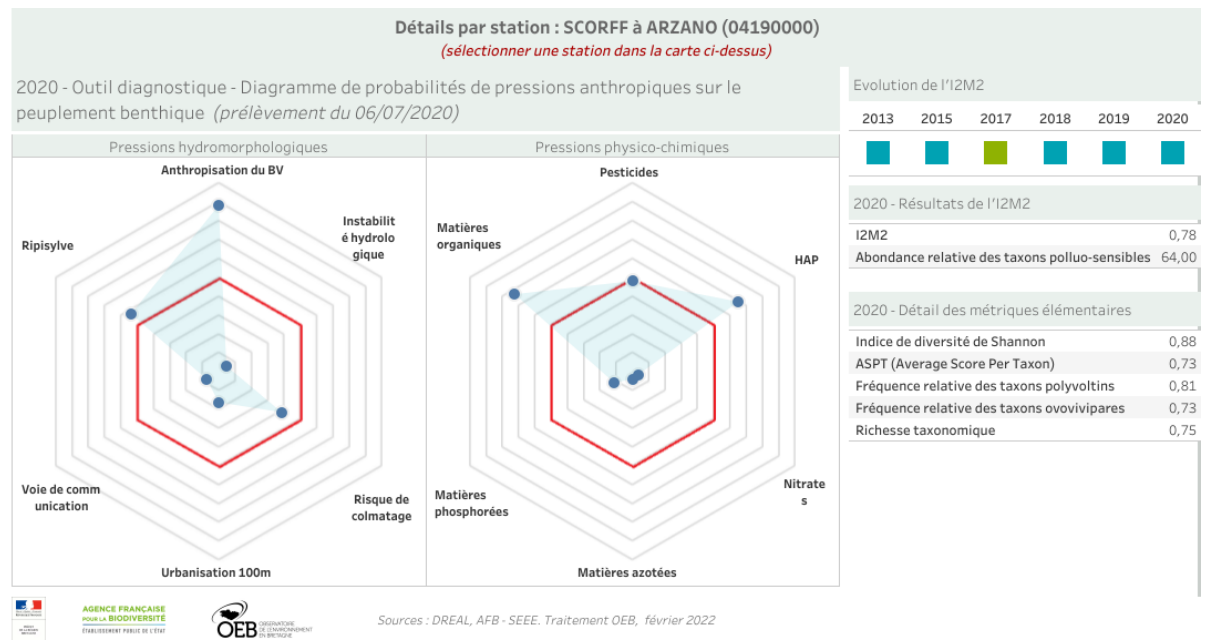 Détails par station : SCORFF à ARZANO (04190000)
(sélectionner une station dans la carte ci-dessus)
2020 - Outil diagnostique - Diagramme de probabilités de pressions anthropiques sur le
peuplement benthique (prélèvement du 06/07/2020)
Pressions hydromorphologiques
Anthropisation du BV
Instabilit
é hydrolo
gique
Ripisylve
Voie de comm
unication
Risque de
colmatage
Urbanisation 100m
Pressions physico-chimiques
Pesticides
Matières
organiques
HAP
Nitrate
s
Matières
phosphorées
Matières azotées
Evolution de l'I2M2
2013 2015 2017 2018 2019 2020
2020 - Résultats de l'I2M2
I2M2 0,78
Abondance relative des taxons polluo-sensibles 64,00
2020 - Détail des métriques élémentaires
Indice de diversité de Shannon 0,88
ASPT (Average Score Per Taxon) 0,73
Fréquence relative des taxons polyvoltins 0,81
Fréquence relative des taxons ovovivipares 0,73
Richesse taxonomique 0,75
AGENCE FRANÇAISE
POUR LA BIODIVERSITÉ
ÉTABLISSEMENT PUBLIC DE L'ÉTAT
OEB
OBSERVATOIRE
DE L'ENVIRONNEMENT
EN BRETAGNE
Sources : DREAL, AFB - SEEE. Traitement OEB, février 2022